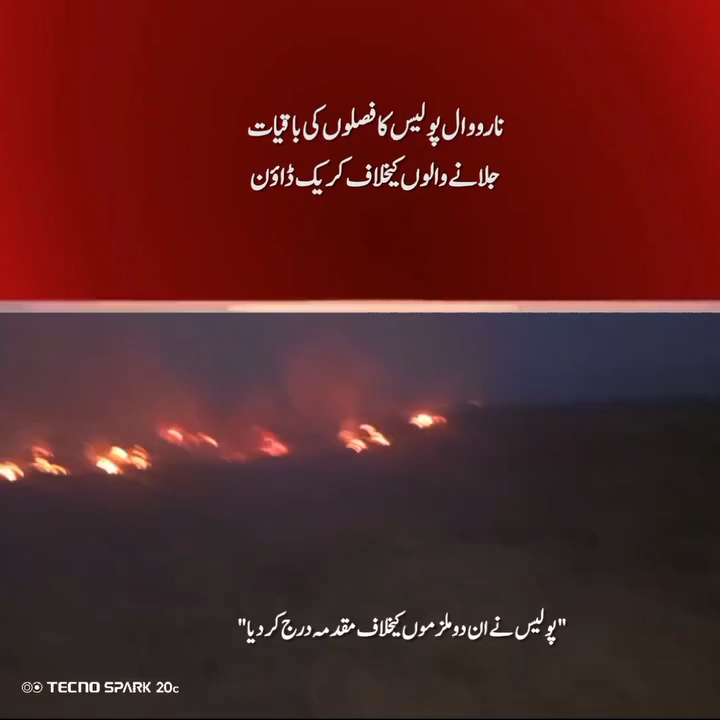 نارووال پولیس کا فصلوں کی باقیات
جلانے والوں کیخلاف کریک ڈاؤن
"پولیس نے ان دو ملزموں کیخلاف مقدمہ درج کر دیا"
TECNO SPARK 20c